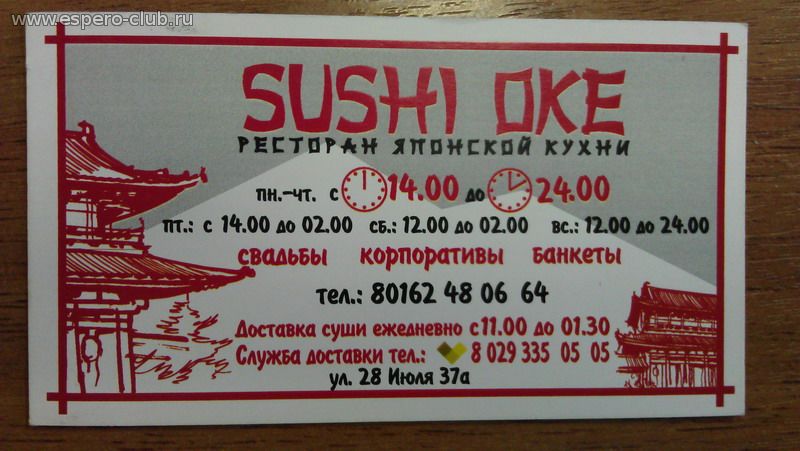 www.espero-club.ru
SUSHI OKE
РЕСТОРАН ЯПОНСКОЙ КУХНИ
ПН.-ЧТ. С 14.00 ДО 24.00
ПТ.: С 14.00 ДО 02.00 СБ.: 12.00 ДО 02.00 ВС.: 12.00 ДО 24.00
СВАДЬБЫ КОРПОРАТИВЫ БАНКЕТЫ
ТЕЛ.: 80162 48 06 64
Доставка суши ежедневно с 11.00 до 01.30
Служба доставки тел.: 8 029 335 05 05
ул. 28 Июля 37а